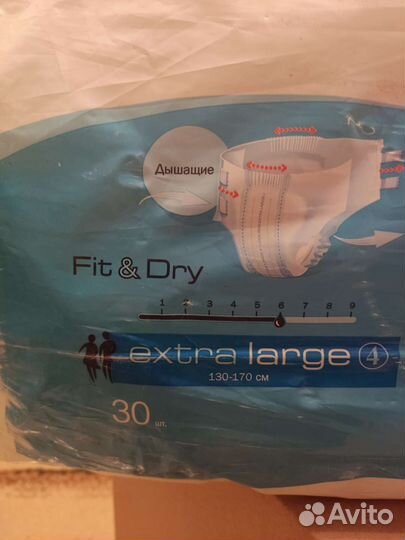 Дышащие
Fit & Dry
1 2 3 4 5 6 7 8 9
extra large 4
130-170 см
30 шт.
Avito